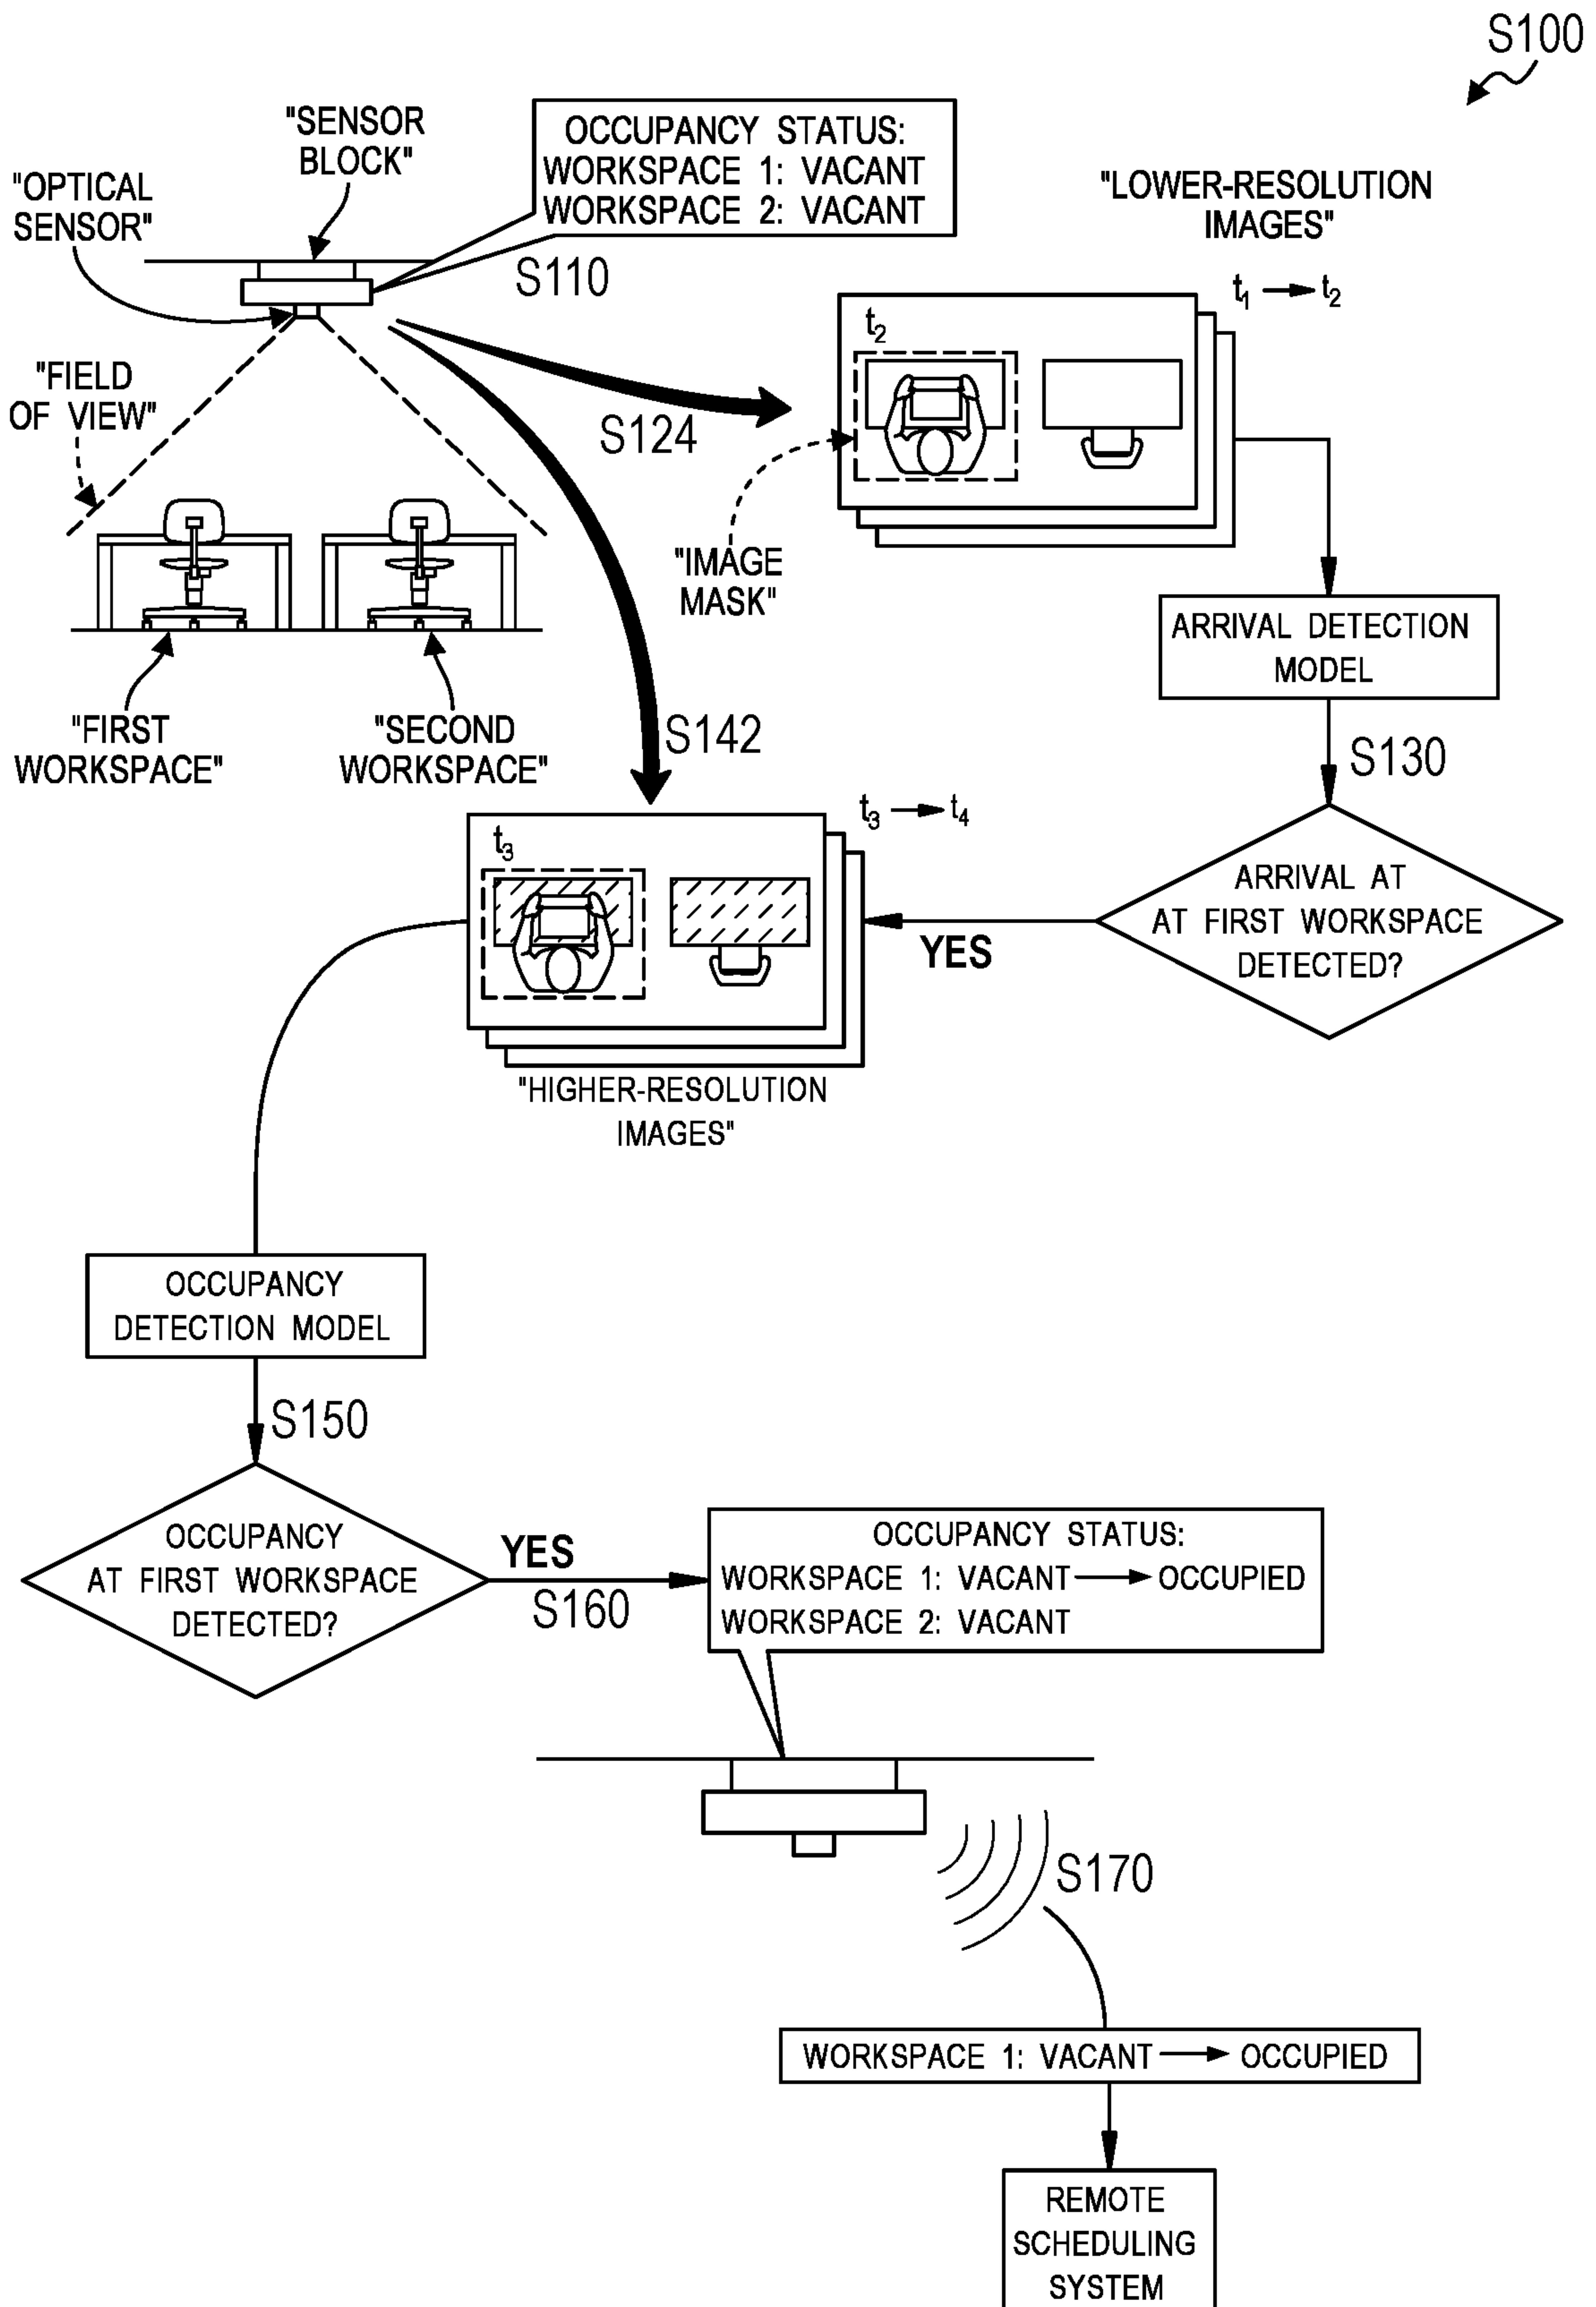 S100
"SENSOR
BLOCK"
OCCUPANCY STATUS:
WORKSPACE 1: VACANT
WORKSPACE 2: VACANT
"OPTICAL
SENSOR"
S110
"LOWER-RESOLUTION
IMAGES"
t1 → t2
t2
"FIELD
OF VIEW"
S124
"IMAGE
MASK"
ARRIVAL DETECTION
MODEL
"FIRST
WORKSPACE"
"SECOND
WORKSPACE"
S142
S130
t3 → t4
t3
ARRIVAL AT
AT FIRST WORKSPACE
DETECTED?
YES
"HIGHER-RESOLUTION
IMAGES"
OCCUPANCY
DETECTION MODEL
S150
OCCUPANCY
AT FIRST WORKSPACE
DETECTED?
YES
S160
OCCUPANCY STATUS:
WORKSPACE 1: VACANT → OCCUPIED
WORKSPACE 2: VACANT
S170
WORKSPACE 1: VACANT → OCCUPIED
REMOTE
SCHEDULING
SYSTEM